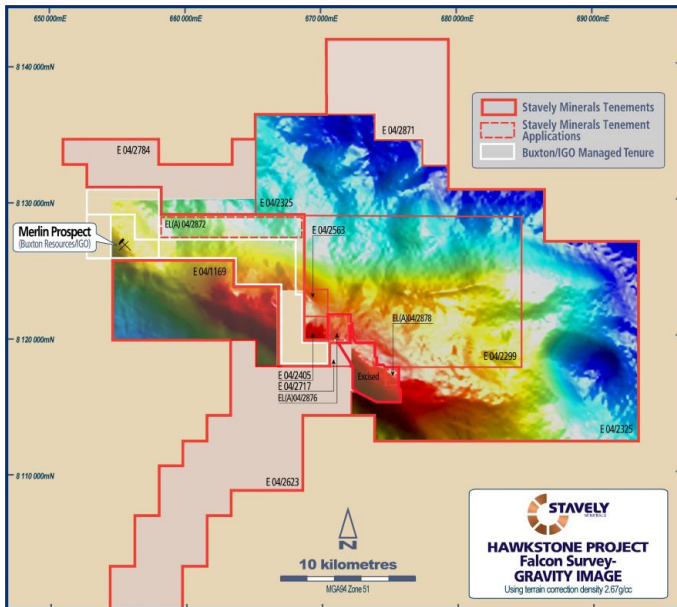 650 000mE
660 000mE
670 000mE
680 000mE
690 000mE
8 140 000mN
8 130 000mN
8 120 000mN
8 110 000mN
Stavely Minerals Tenements
Stavely Minerals Tenement
Applications
Buxton/IGO Managed Tenure
E 04/2871
E 04/2784
E 04/2325
EL(A) 04/2872
Merlin Prospect
(Buxton Resources/IGO)
E 04/2563
E 04/1169
EL(A)04/2878
E 04/2299
Excised
E 04/2405
E 04/2717
EL(A)04/2876
E 04/2325
E 04/2623
N
10 kilometres
MGA94 Zone 51
STAVELY
MINERALS
HAWKSTONE PROJECT
Falcon Survey-
GRAVITY IMAGE
Using terrain correction density 2.67g/cc